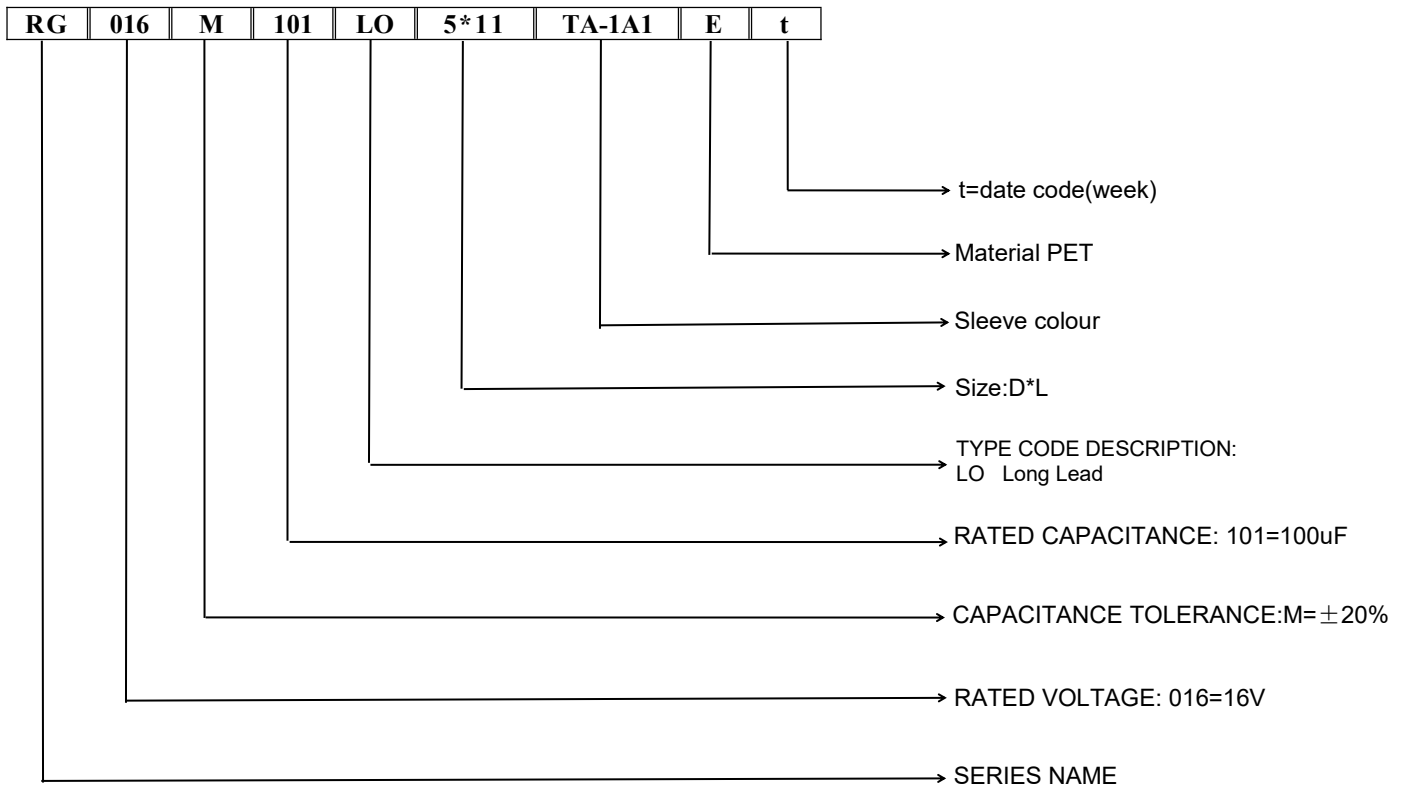 RG 016 M 101 LO 5*11 TA-1A1 E t
t=date code(week)
Material PET
Sleeve colour
Size:D*L
TYPE CODE DESCRIPTION:
LO Long Lead
RATED CAPACITANCE: 101=100uF
CAPACITANCE TOLERANCE:M=±20%
RATED VOLTAGE: 016=16V
SERIES NAME